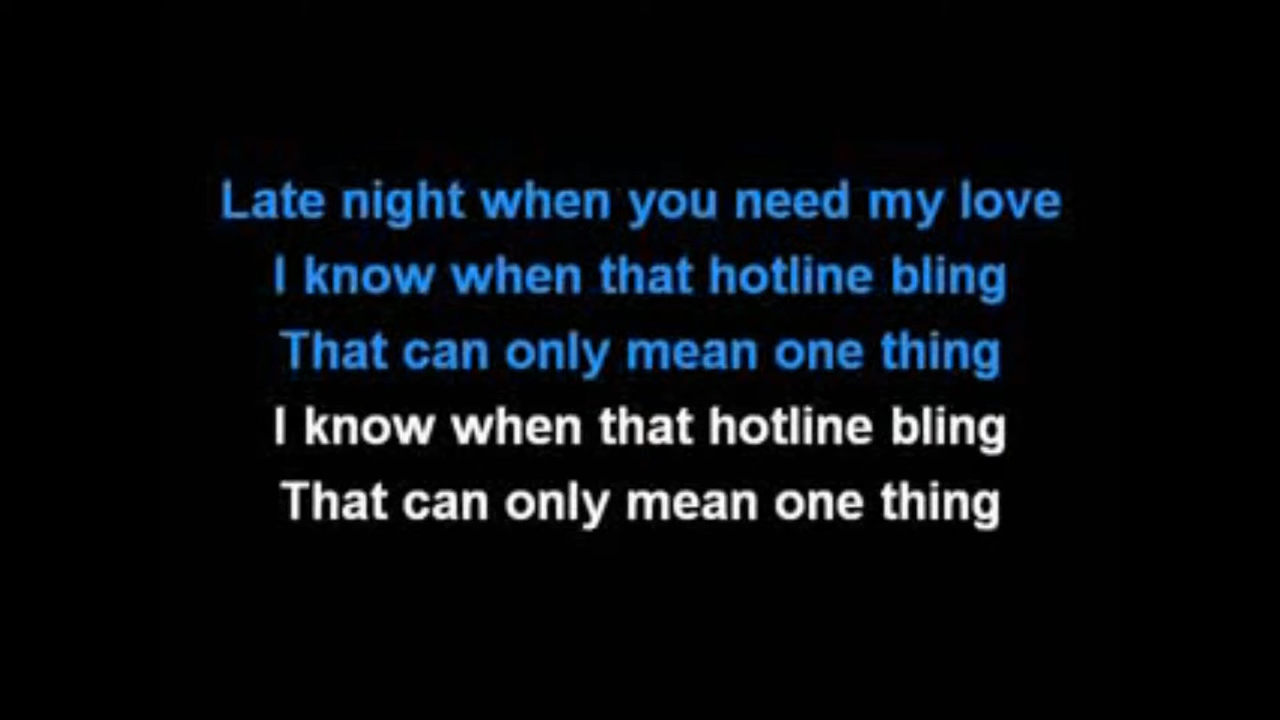 Late night when you need my love
I know when that hotline bling
That can only mean one thing
I know when that hotline bling
That can only mean one thing